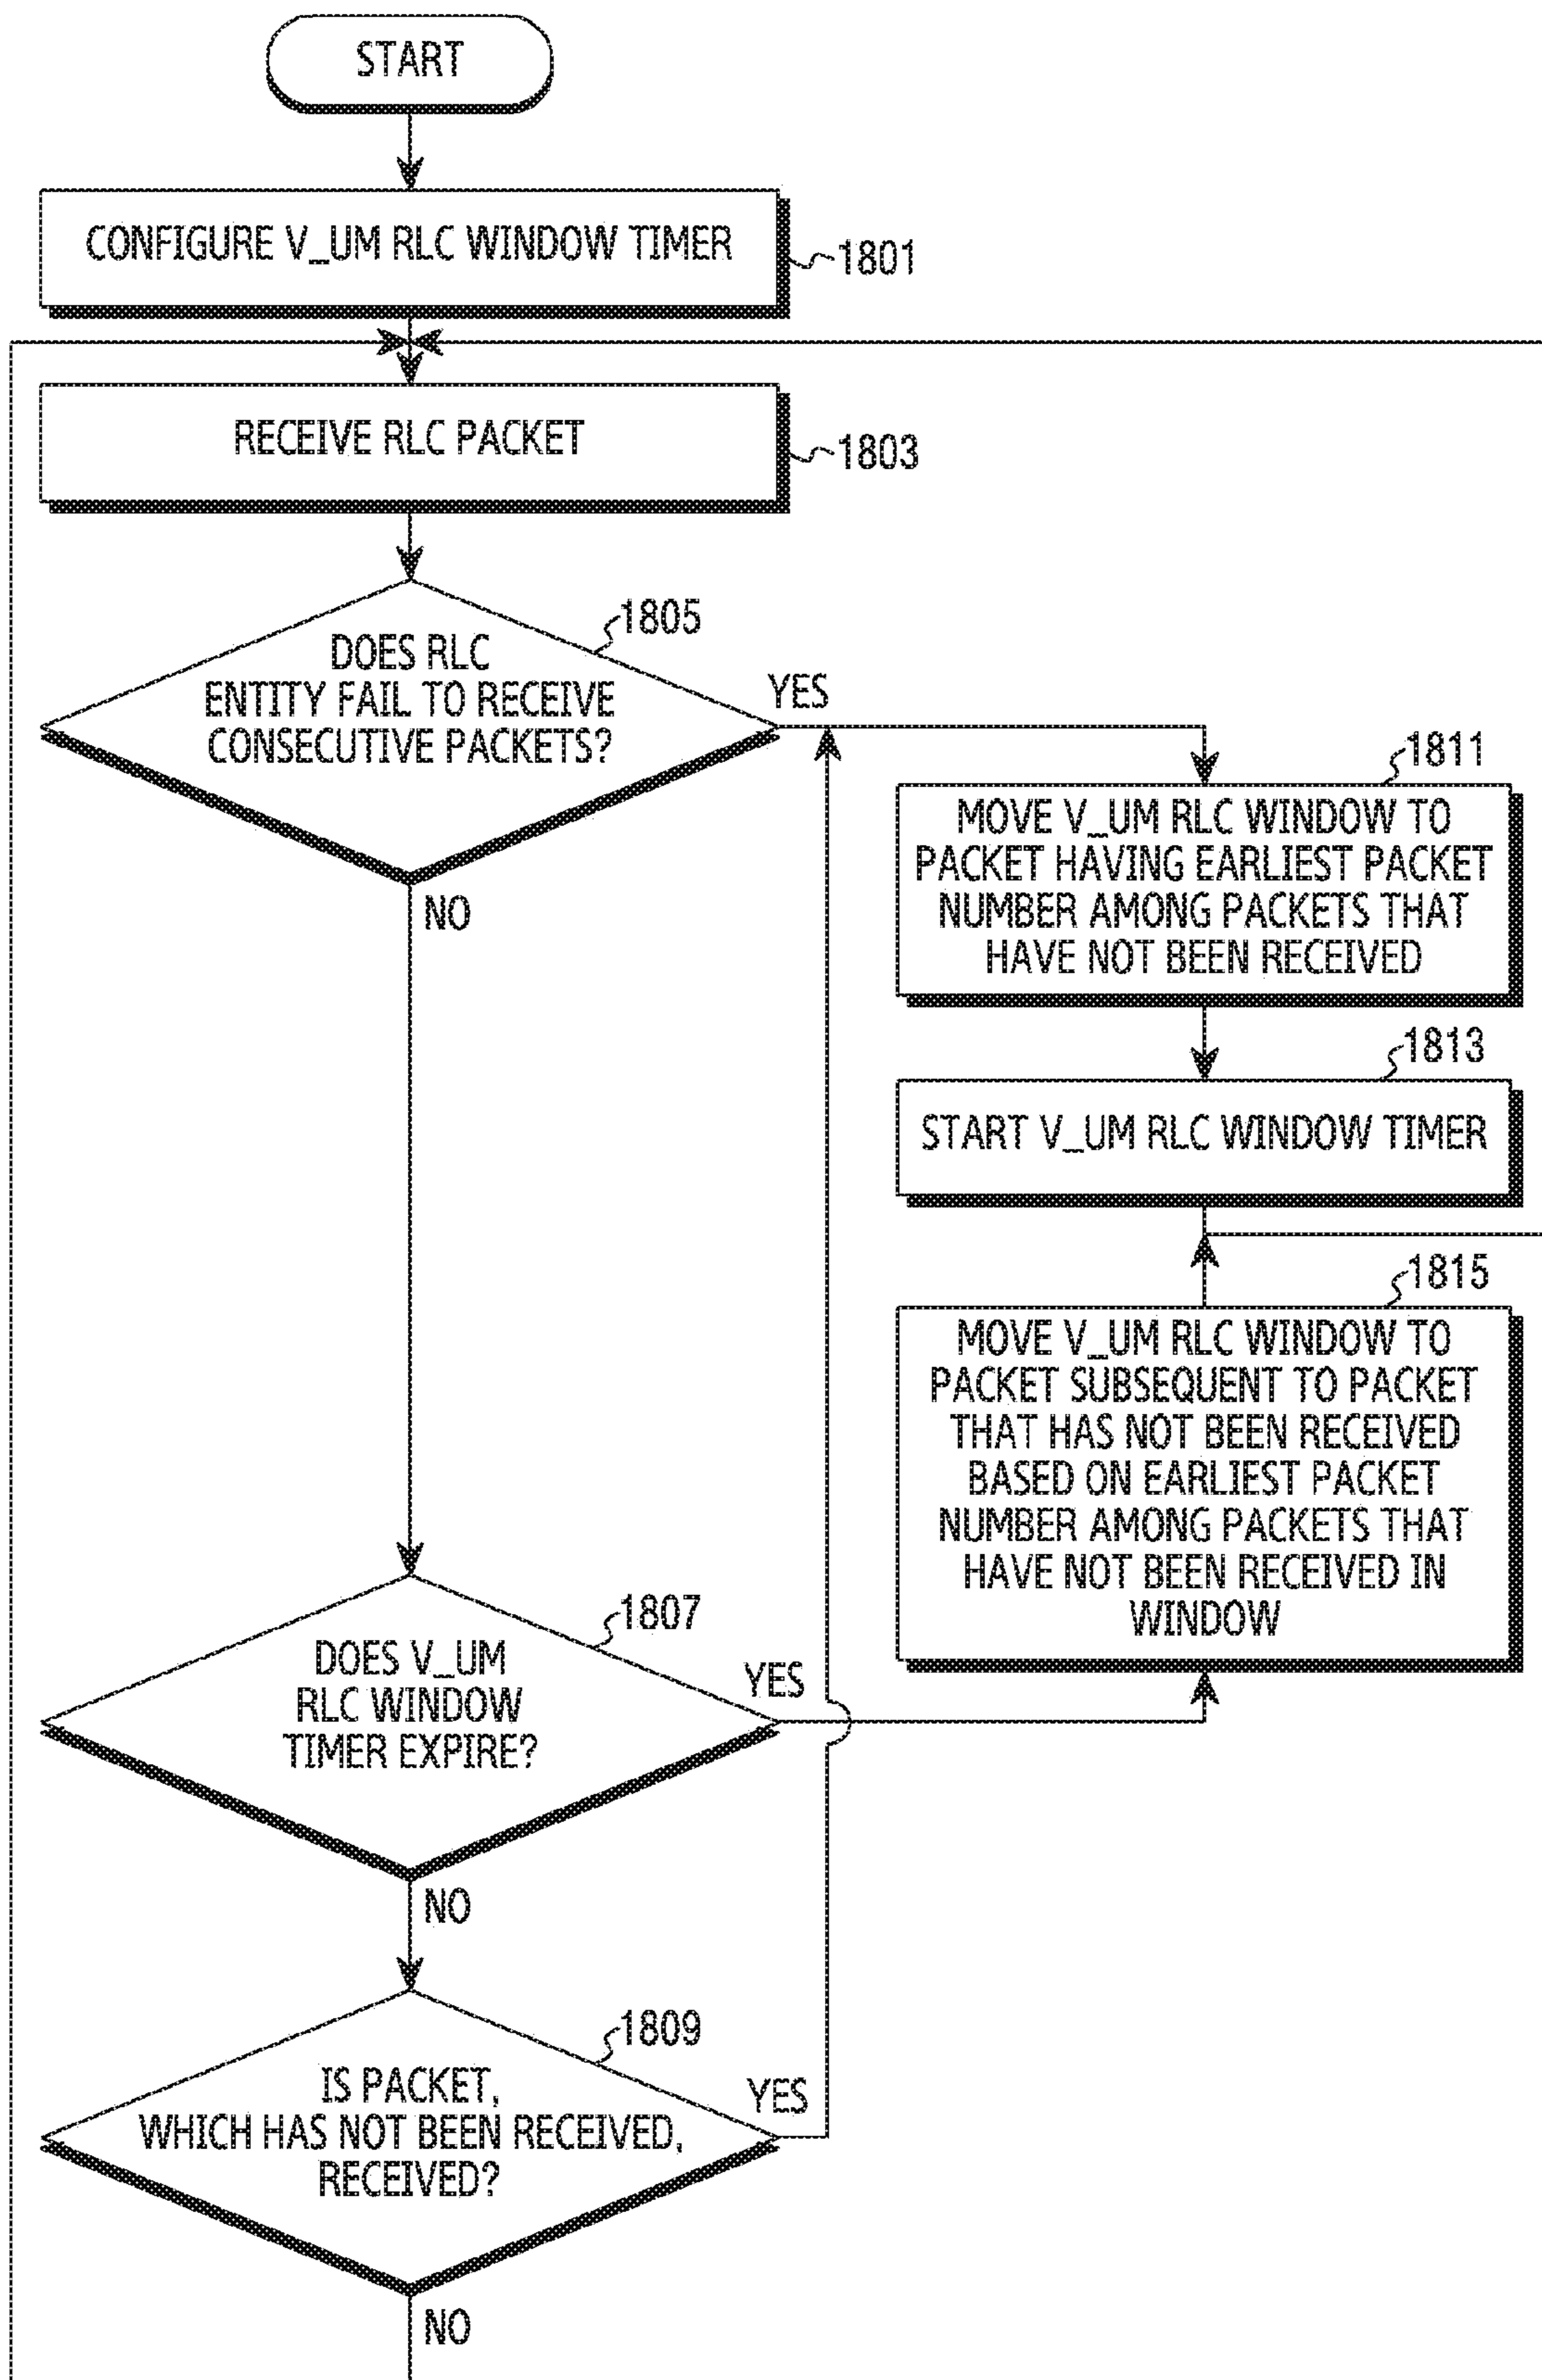 START
CONFIGURE V_UM RLC WINDOW TIMER
1801
RECEIVE RLC PACKET
1803
1805
DOES RLC
ENTITY FAIL TO RECEIVE
CONSECUTIVE PACKETS?
YES
NO
1811
MOVE V_UM RLC WINDOW TO
PACKET HAVING EARLIEST PACKET
NUMBER AMONG PACKETS THAT
HAVE NOT BEEN RECEIVED
1813
START V_UM RLC WINDOW TIMER
1815
MOVE V_UM RLC WINDOW TO
PACKET SUBSEQUENT TO PACKET
THAT HAS NOT BEEN RECEIVED
BASED ON EARLIEST PACKET
NUMBER AMONG PACKETS THAT
HAVE NOT BEEN RECEIVED IN
WINDOW
1807
DOES V_UM
RLC WINDOW
TIMER EXPIRE?
YES
NO
1809
IS PACKET,
WHICH HAS NOT BEEN RECEIVED,
RECEIVED?
YES
NO